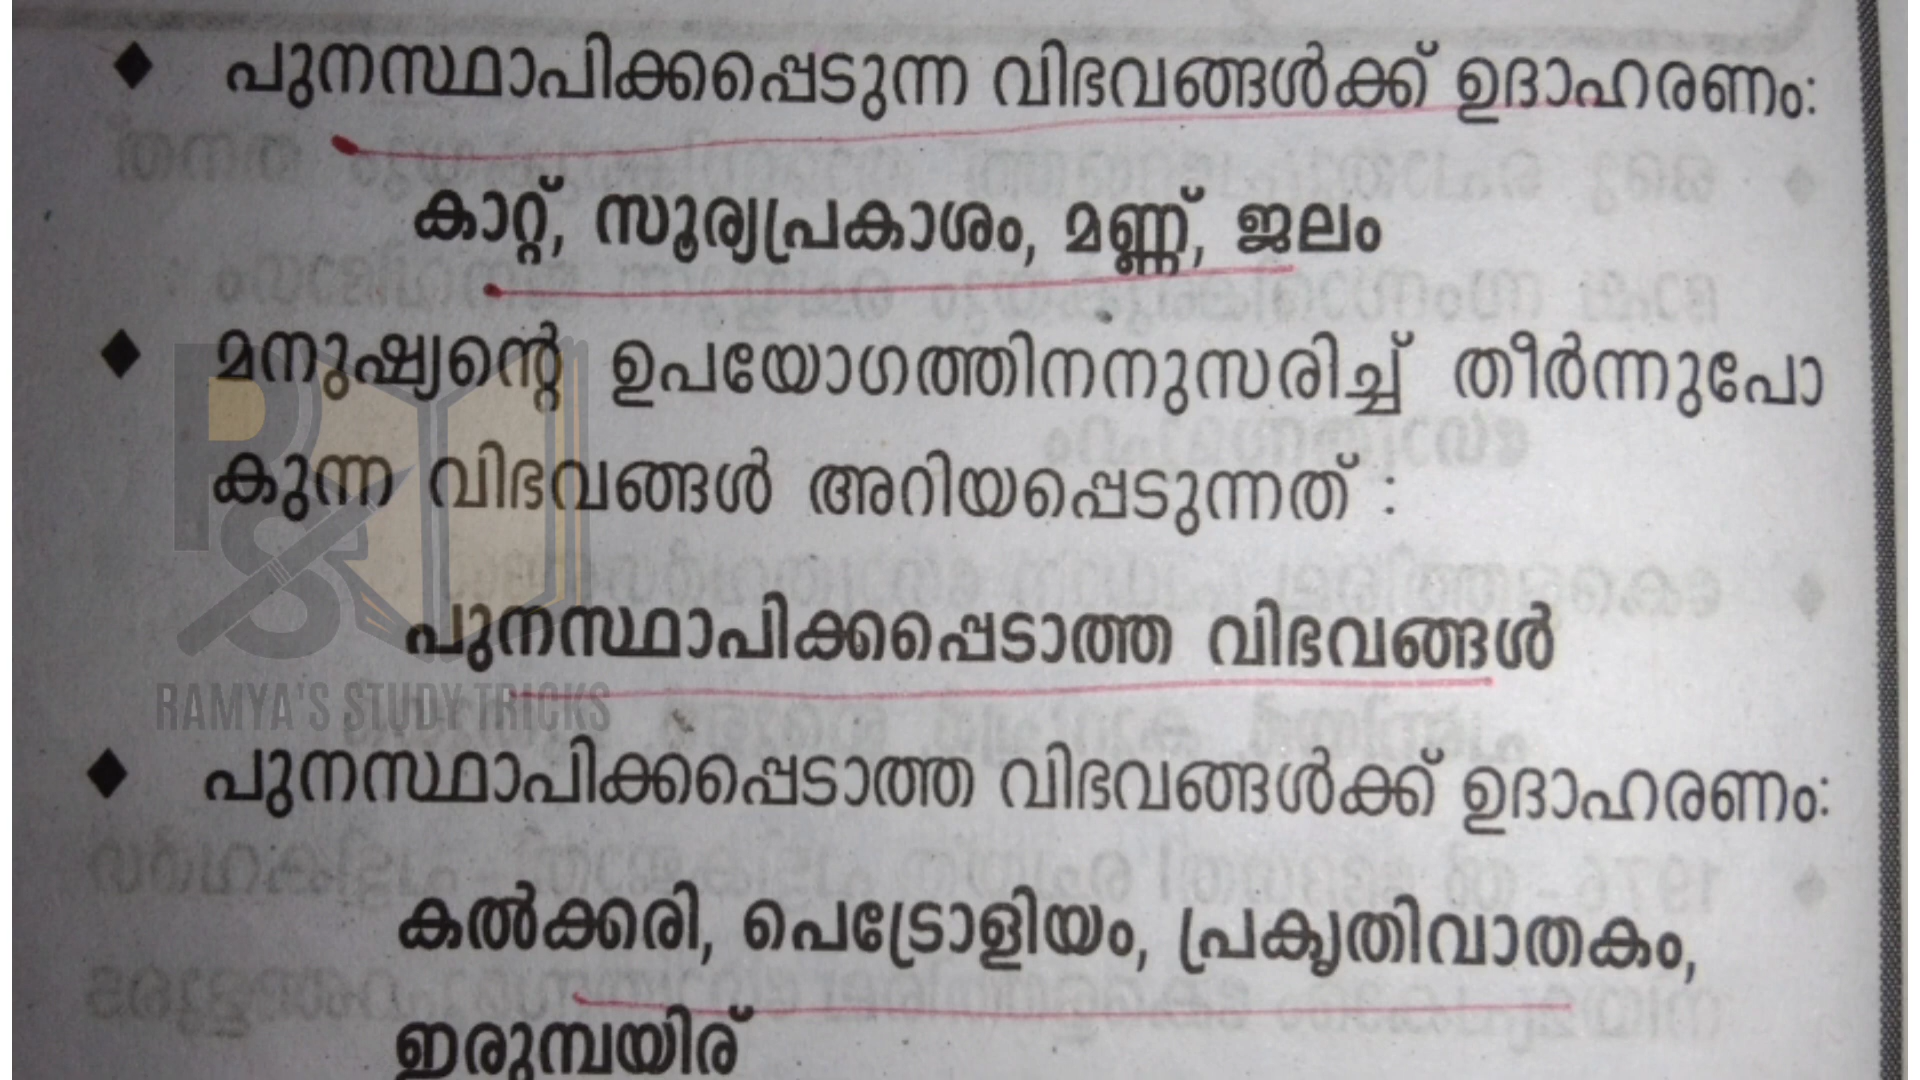 ◆ പുനസ്ഥാപിക്കപ്പെടുന്ന വിഭവങ്ങൾക്ക് ഉദാഹരണം:
കാറ്റ്, സൂര്യപ്രകാശം, മണ്ണ്, ജലം
◆ മനുഷ്യന്റെ ഉപയോഗത്തിനനുസരിച്ച് തീർന്നുപോ
കുന്ന വിഭവങ്ങൾ അറിയപ്പെടുന്നത് :
പുനസ്ഥാപിക്കപ്പെടാത്ത വിഭവങ്ങൾ
RAMYA'S STUDY TRICKS
◆ പുനസ്ഥാപിക്കപ്പെടാത്ത വിഭവങ്ങൾക്ക് ഉദാഹരണം:
കൽക്കരി, പെട്രോളിയം, പ്രകൃതിവാതകം,
ഇരുമ്പയിര്